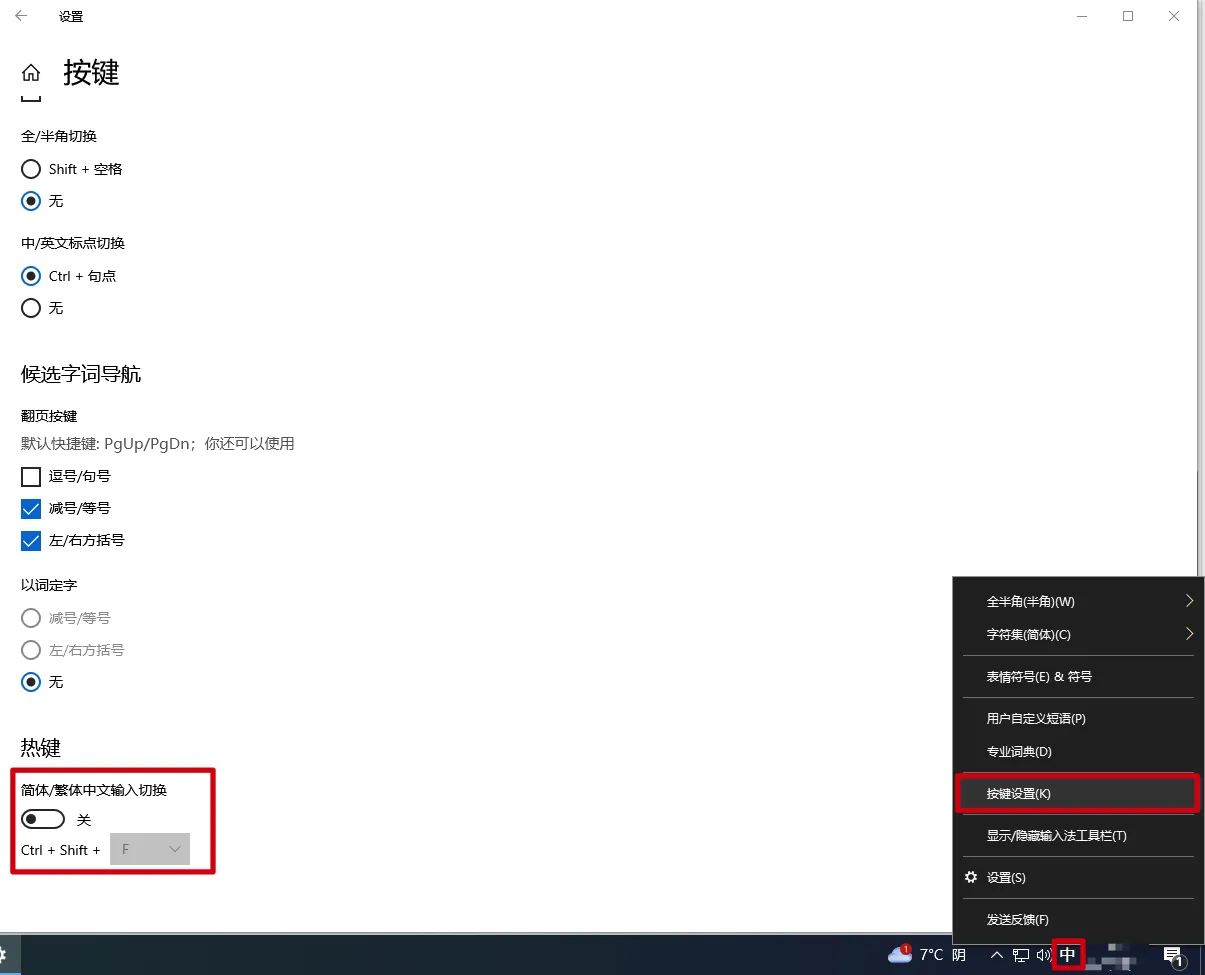 设置
按键
全/半角切换
Shift + 空格
无
中/英文标点切换
Ctrl + 句点
无
候选字词导航
翻页按键
默认快捷键: PgUp/PgDn；你还可以使用
逗号/句号
减号/等号
左/右方括号
以词定字
减号/等号
左/右方括号
无
热键
简体/繁体中文输入切换
关
Ctrl + Shift + F
全半角(半角)(W)
字符集(简体)(C)
表情符号(E) & 符号
用户自定义短语(P)
专业词典(D)
按键设置(K)
显示/隐藏输入法工具栏(T)
设置(S)
发送反馈(F)
1 7°C 阴 中 1